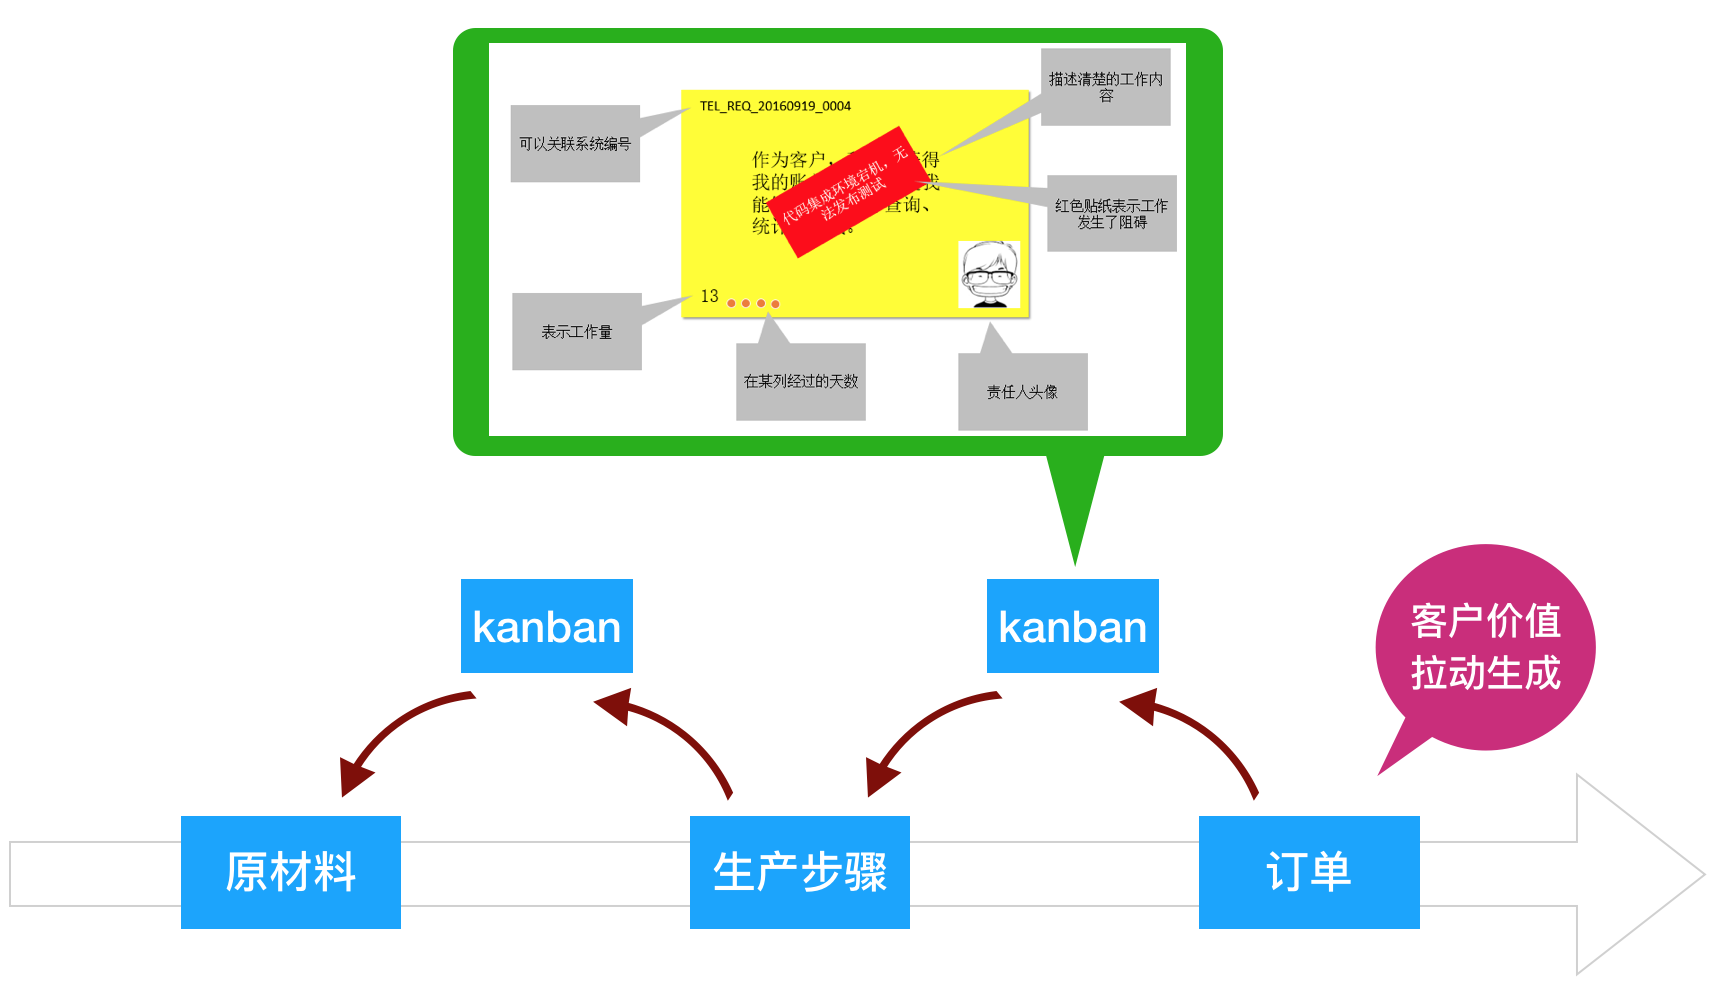 描述清楚的工作内
容
TEL_REQ_20160919_0004
可以关联系统编号
作为客户，
得
我的账
我
能
查询、
统计
。
代码集成环境宕机，无
法发布测试
红色贴纸表示工作
发生了阻碍
13
表示工作量
在某列经过的天数
责任人头像
kanban
kanban
客户价值
拉动生成
原材料
生产步骤
订单